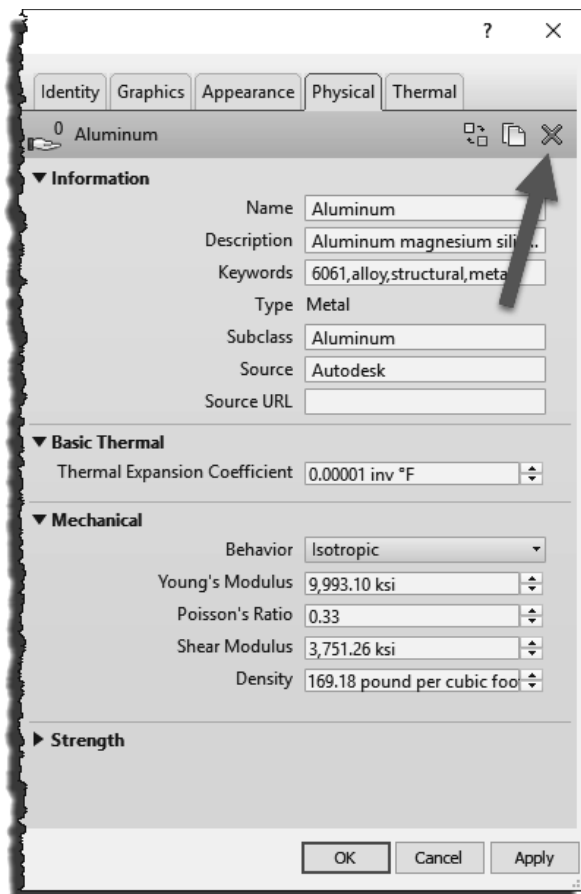 ?
Identity Graphics Appearance Physical Thermal
0 Aluminum
Information
Name Aluminum
Description Aluminum magnesium sili...
Keywords 6061,alloy,structural,meta
Type Metal
Subclass Aluminum
Source Autodesk
Source URL
Basic Thermal
Thermal Expansion Coefficient 0.00001 inv °F
Mechanical
Behavior Isotropic
Young's Modulus 9,993.10 ksi
Poisson's Ratio 0.33
Shear Modulus 3,751.26 ksi
Density 169.18 pound per cubic foo
Strength
OK Cancel Apply